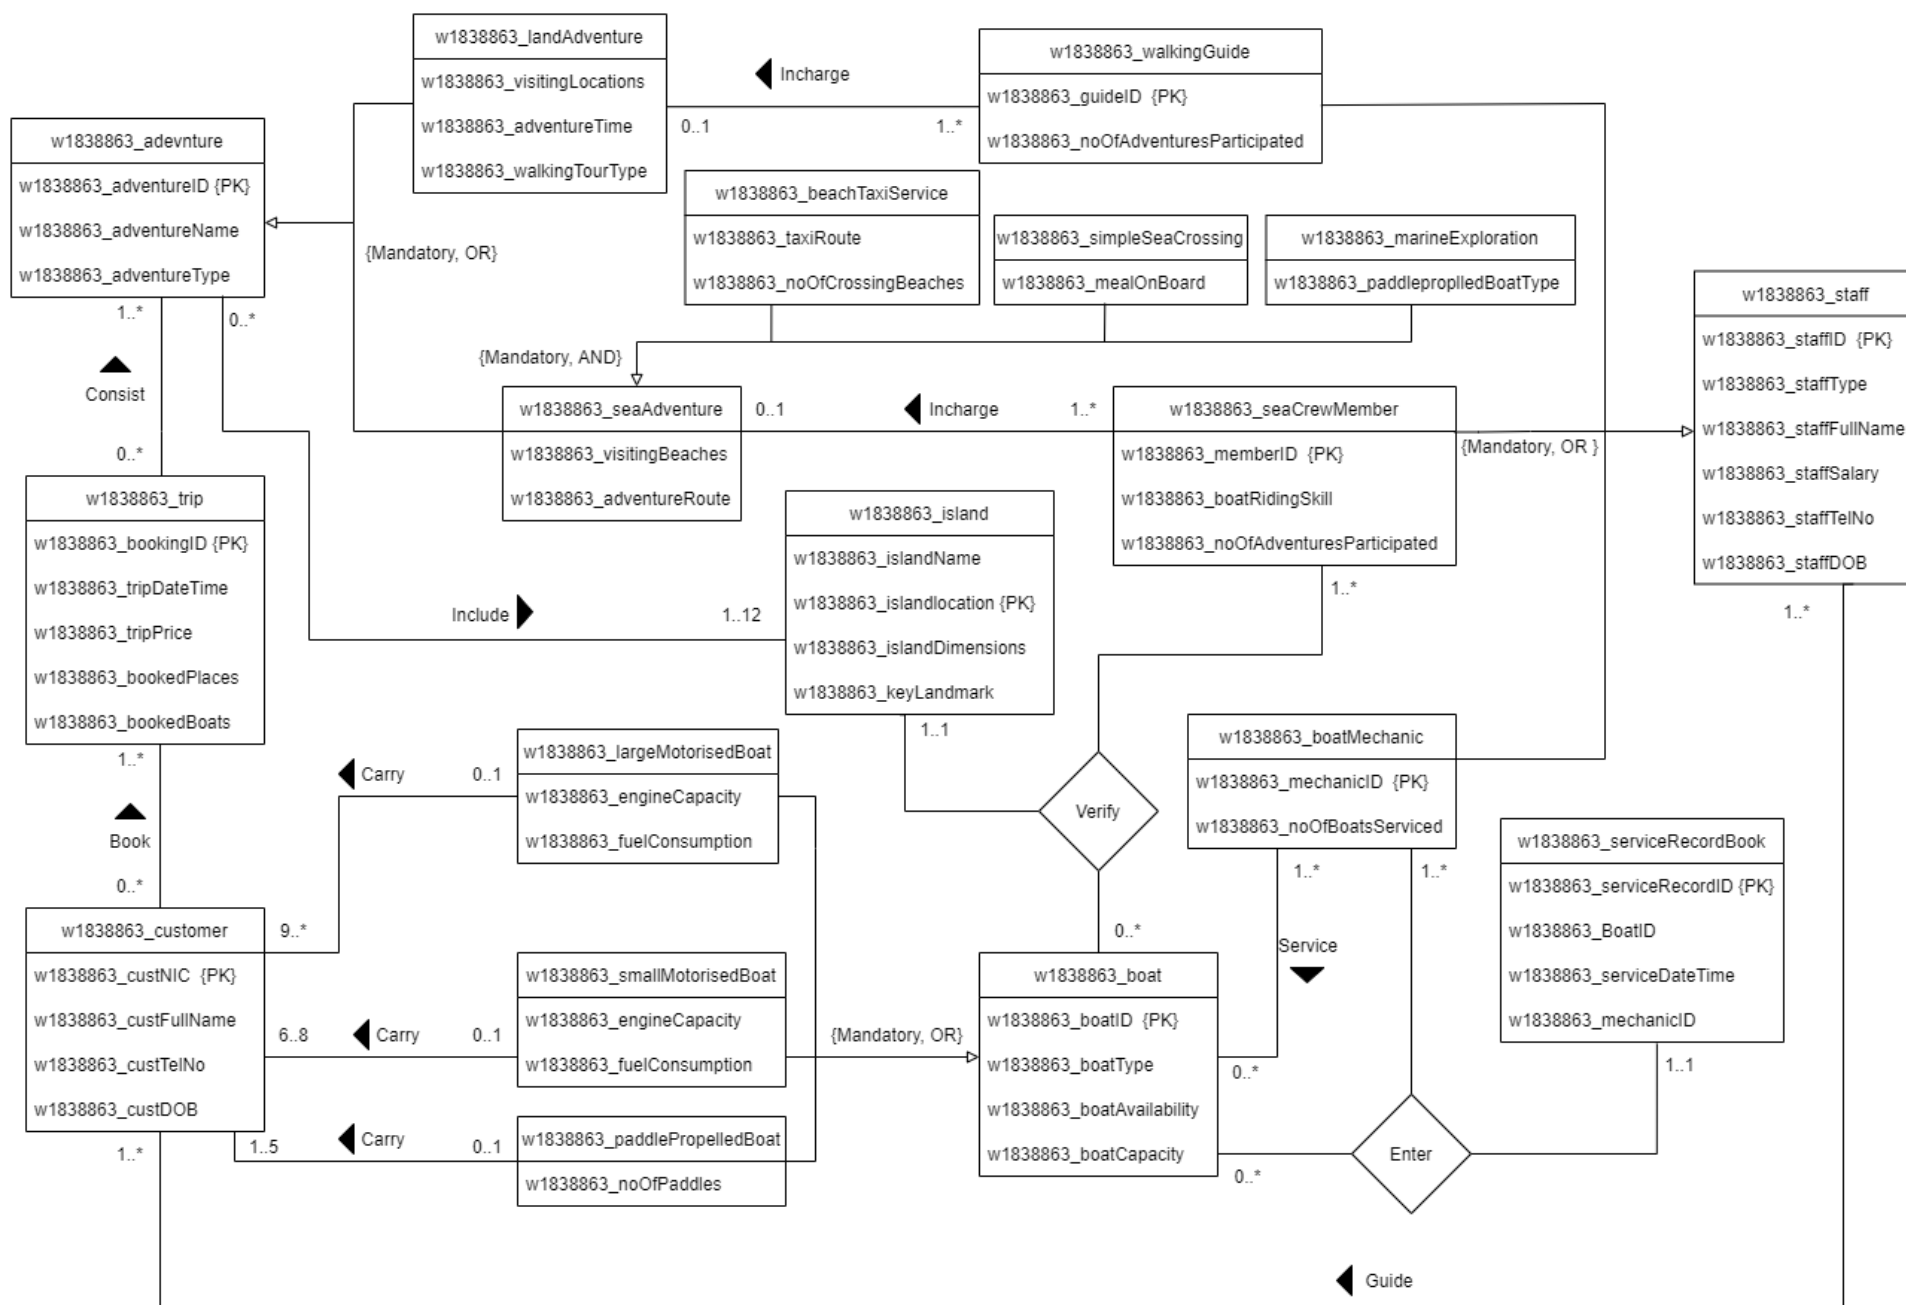 w1838863_landAdventure
w1838863_visitingLocations
w1838863_adventureTime
w1838863_walkingTourType
Incharge
0..1
1..*
w1838863_walkingGuide
w1838863_guideID {PK}
w1838863_noOfAdventuresParticipated
w1838863_adevnture
w1838863_adventureID {PK}
w1838863_adventureName
w1838863_adventureType
{Mandatory, OR}
w1838863_beachTaxiService
w1838863_taxiRoute
w1838863_noOfCrossingBeaches
w1838863_simpleSeaCrossing
w1838863_mealOnBoard
w1838863_marineExploration
w1838863_paddleproplledBoatType
w1838863_staff
w1838863_staffID {PK}
w1838863_staffType
w1838863_staffFullName
w1838863_staffSalary
w1838863_staffTelNo
w1838863_staffDOB
1..*
1..*
0..*
Consist
0..*
{Mandatory, AND}
w1838863_seaAdventure
w1838863_visitingBeaches
w1838863_adventureRoute
0..1
Incharge
1..*
w1838863_seaCrewMember
w1838863_memberID {PK}
w1838863_boatRidingSkill
w1838863_noOfAdventuresParticipated
1..*
{Mandatory, OR }
w1838863_trip
w1838863_bookingID {PK}
w1838863_tripDateTime
w1838863_tripPrice
w1838863_bookedPlaces
w1838863_bookedBoats
Include
1..12
w1838863_island
w1838863_islandName
w1838863_islandlocation {PK}
w1838863_islandDimensions
w1838863_keyLandmark
1..1
1..*
Book
0..*
w1838863_largeMotorisedBoat
w1838863_engineCapacity
w1838863_fuelConsumption
Carry
0..1
9..*
Verify
0..*
w1838863_boatMechanic
w1838863_mechanicID {PK}
w1838863_noOfBoatsServiced
1..*
1..*
Service
w1838863_serviceRecordBook
w1838863_serviceRecordID {PK}
w1838863_BoatID
w1838863_serviceDateTime
w1838863_mechanicID
1..1
w1838863_customer
w1838863_custNIC {PK}
w1838863_custFullName
w1838863_custTelNo
w1838863_custDOB
1..*
6..8
Carry
0..1
w1838863_smallMotorisedBoat
w1838863_engineCapacity
w1838863_fuelConsumption
{Mandatory, OR}
w1838863_boat
w1838863_boatID {PK}
w1838863_boatType
w1838863_boatAvailability
w1838863_boatCapacity
0..*
0..*
Enter
1..5
Carry
0..1
w1838863_paddlePropelledBoat
w1838863_noOfPaddles
Guide